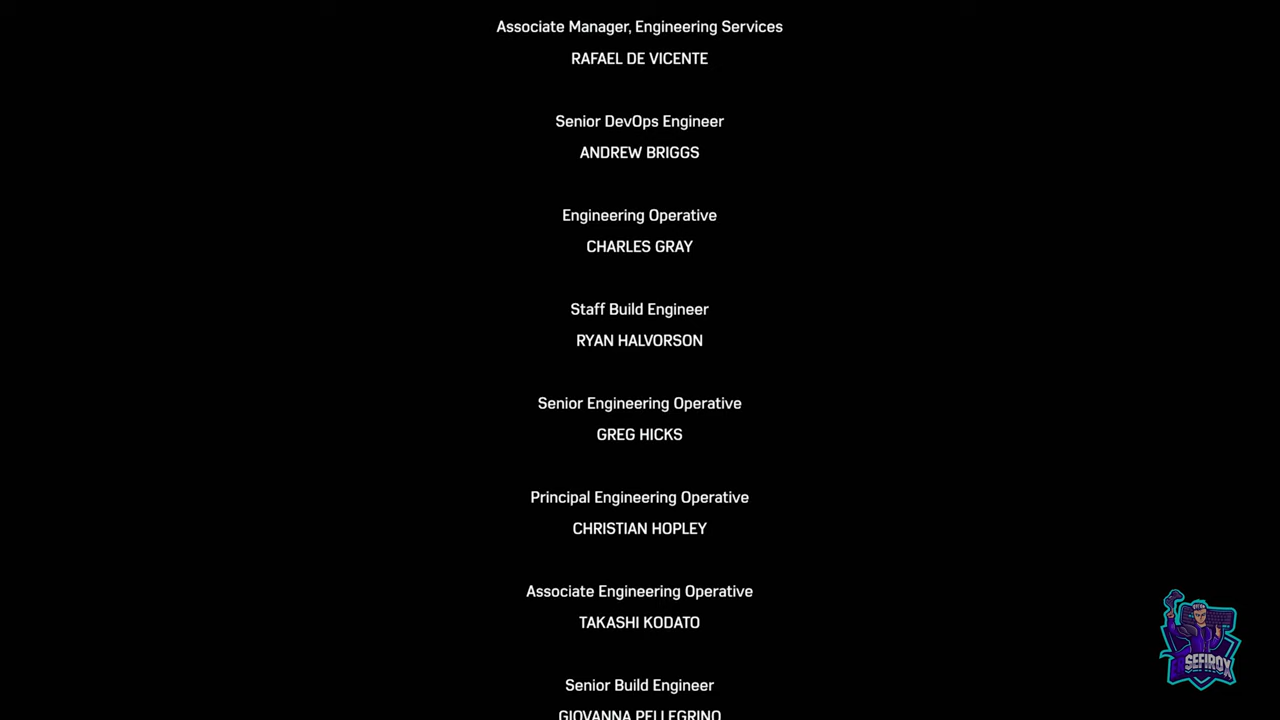 Associate Manager, Engineering Services
RAFAEL DE VICENTE
Senior DevOps Engineer
ANDREW BRIGGS
Engineering Operative
CHARLES GRAY
Staff Build Engineer
RYAN HALVORSON
Senior Engineering Operative
GREG HICKS
Principal Engineering Operative
CHRISTIAN HOPLEY
Associate Engineering Operative
TAKASHI KODATO
Senior Build Engineer
GIOVANNA PELLEGRINO
SEFIROX